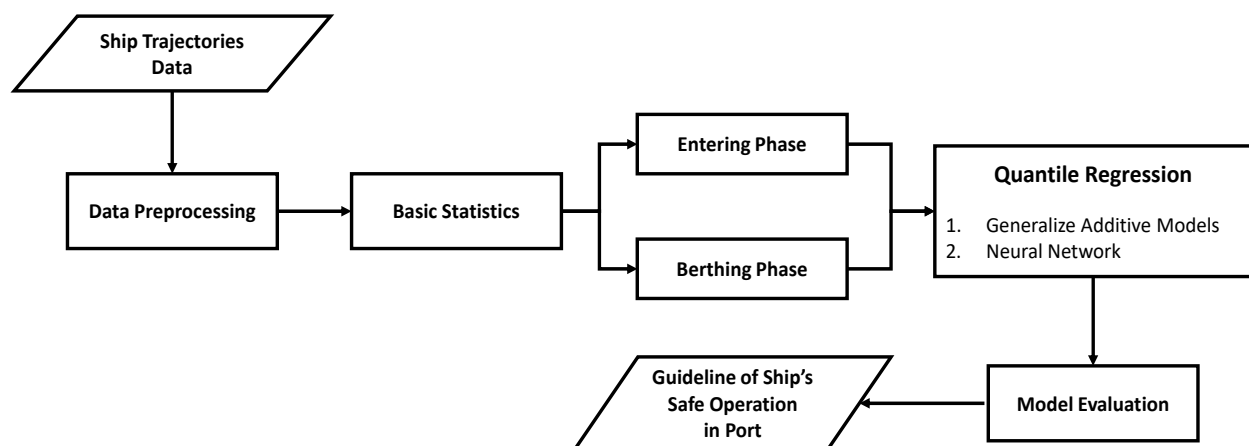 Ship Trajectories
Data
Data Preprocessing
Basic Statistics
Entering Phase
Berthing Phase
Quantile Regression
1. Generalize Additive Models
2. Neural Network
Model Evaluation
Guideline of Ship’s
Safe Operation
in Port